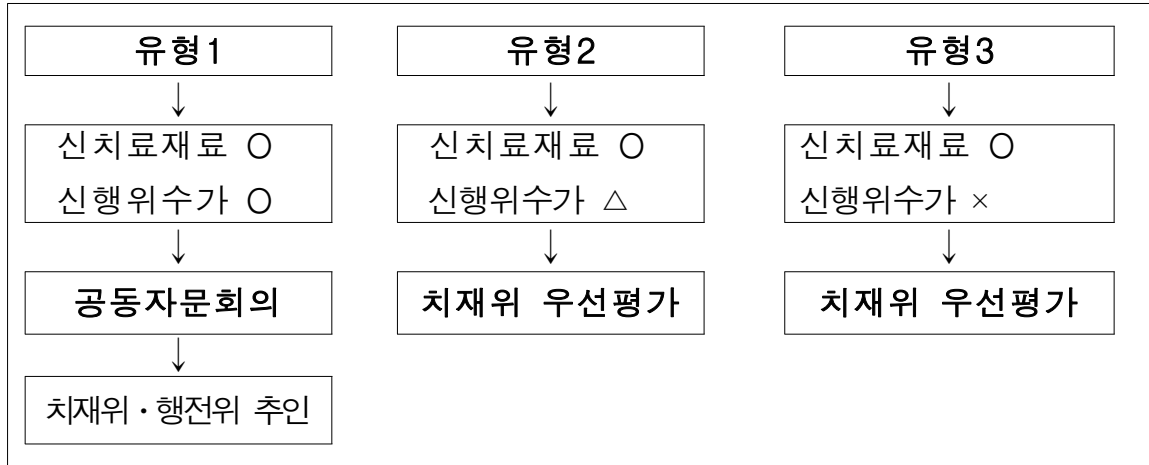 유형1
↓
신치료재료 O
신행위수가 O
↓
공동자문회의
↓
치재위・행전위 추인
유형2
↓
신치료재료 O
신행위수가 △
↓
치재위 우선평가
유형3
↓
신치료재료 O
신행위수가 ×
↓
치재위 우선평가